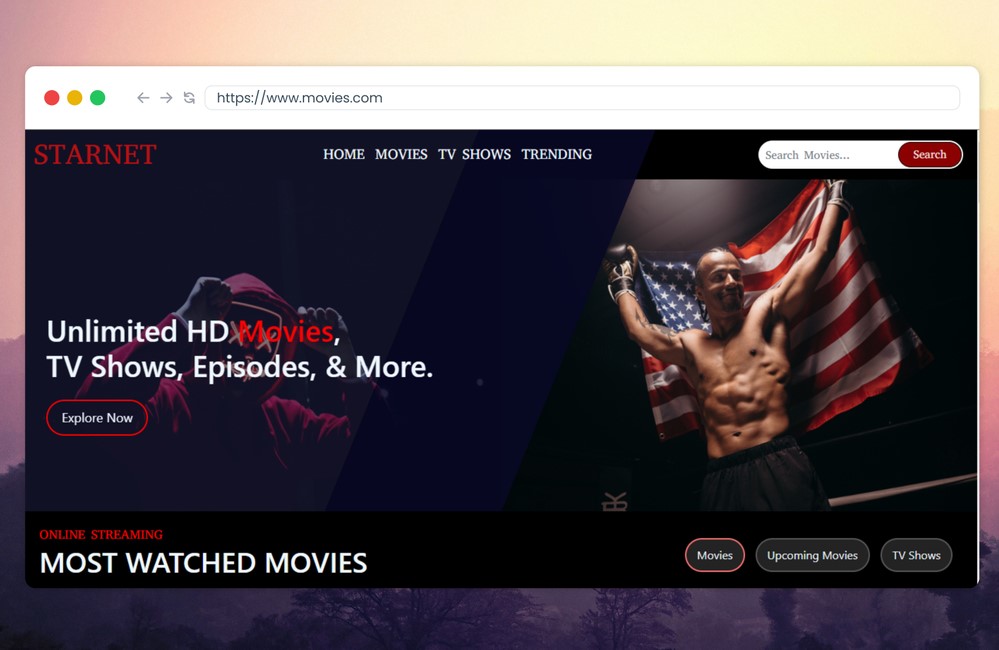 https://www.movies.com
STARNET
HOME MOVIES TV SHOWS TRENDING
Search Movies...
Search
Unlimited HD Movies,
TV Shows, Episodes, & More.
Explore Now
ONLINE STREAMING
MOST WATCHED MOVIES
Movies
Upcoming Movies
TV Shows